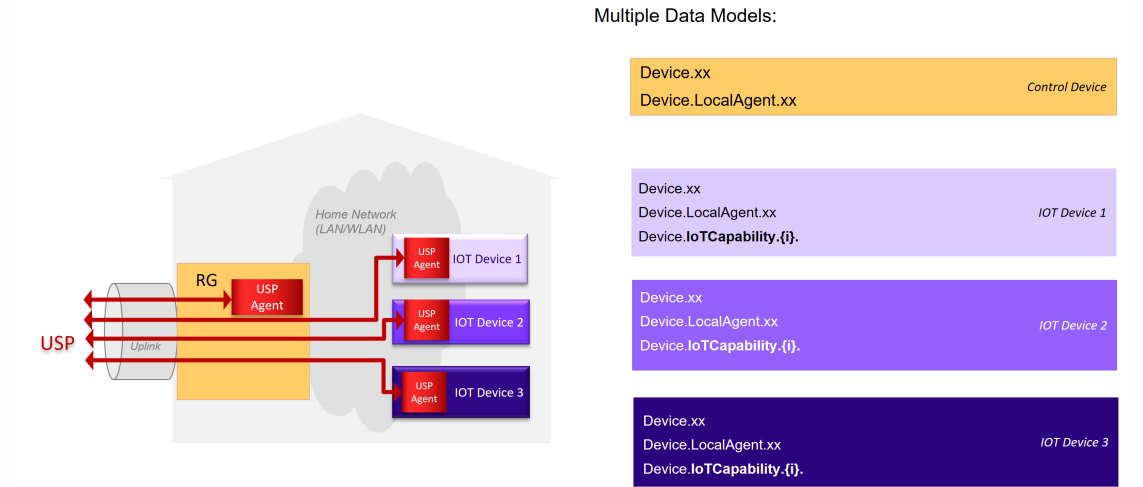 Multiple Data Models:
Device.xx
Device.LocalAgent.xx
Control Device
Device.xx
Device.LocalAgent.xx
Device.IoTCapability.{i}.
IOT Device 1
Device.xx
Device.LocalAgent.xx
Device.IoTCapability.{i}.
IOT Device 2
Device.xx
Device.LocalAgent.xx
Device.IoTCapability.{i}.
IOT Device 3
Home Network
(LAN/WLAN)
USP
Agent
IOT Device 1
RG
USP
Agent
USP
Agent
IOT Device 2
USP
Uplink
USP
Agent
IOT Device 3